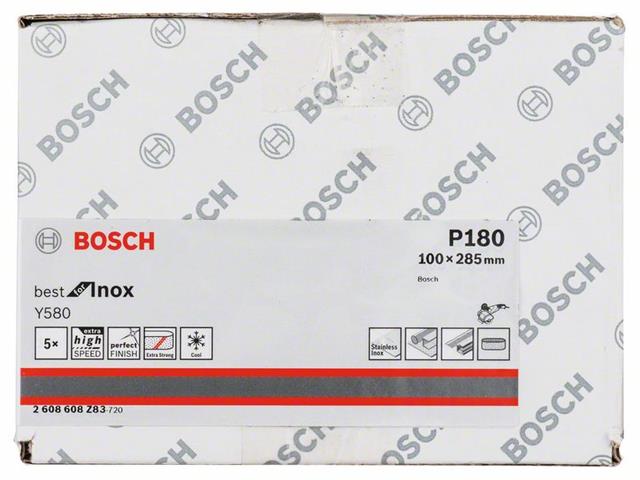 BOSCH BOSCH BOSCH
BOSCH BOSCH BOSCH BOSCH
BOSCH BOSCH BOSCH
BOSCH
P180
100 × 285 mm
Bosch
best for Inox
Y580
5×
extra high SPEED
perfect FINISH
Extra Strong
Cool
Stainless Inox
2 608 608 Z83-720
BOSCH BOSCH BOSCH